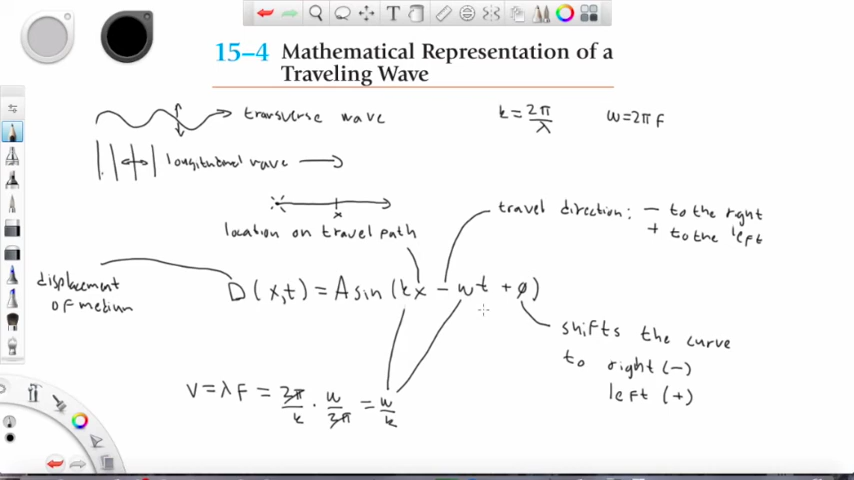 15–4 Mathematical Representation of a
Traveling Wave
transverse wave
k = 2π/λ w = 2πf
longitudinal wave
x
location on travel path
travel direction: − to the right
+ to the left
displacement
of medium
D(x,t) = A sin(kx − wt + ø)
shifts the curve
to right (−)
left (+)
V = λF = 2π/k · w/2π = w/k
T